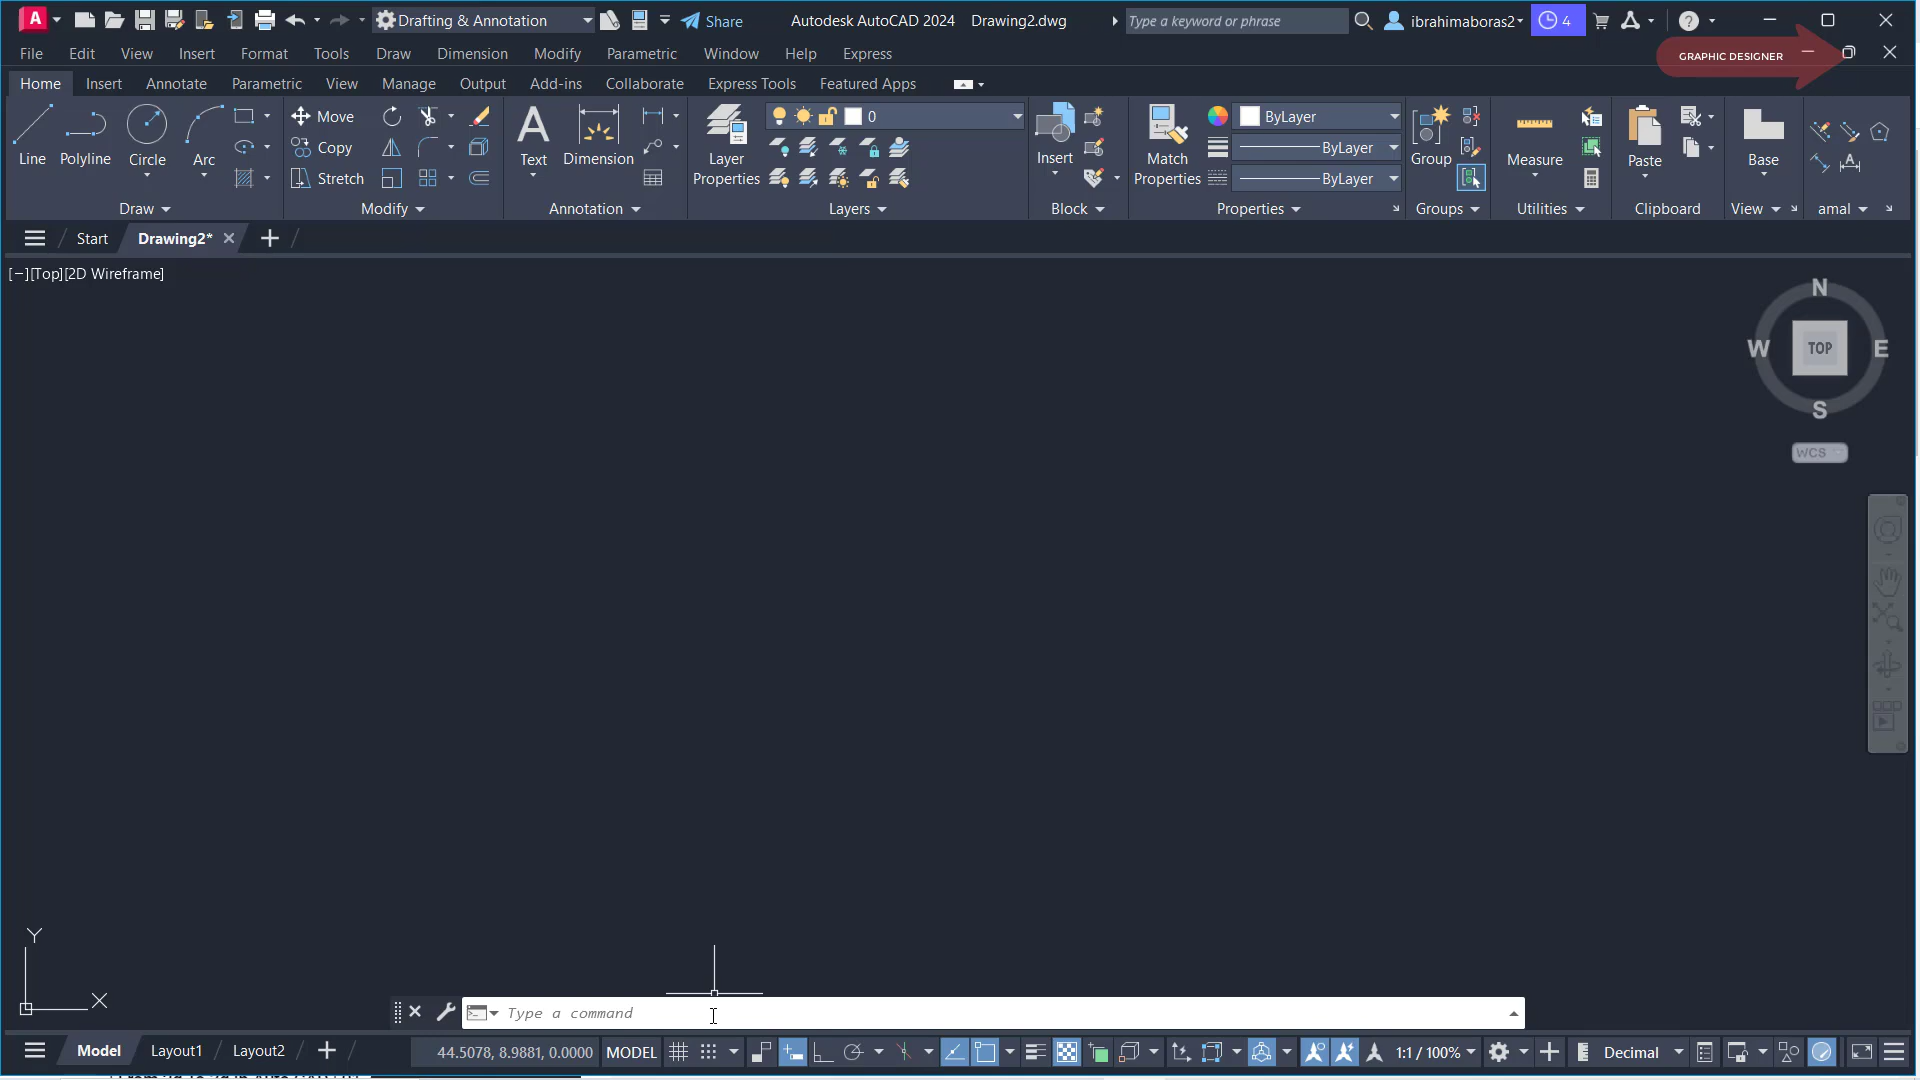 A Drafting & Annotation Share Autodesk AutoCAD 2024 Drawing2.dwg Type a keyword or phrase ibrahimaboras2 4 ?
File Edit View Insert Format Tools Draw Dimension Modify Parametric Window Help Express GRAPHIC DESIGNER
Home Insert Annotate Parametric View Manage Output Add-ins Collaborate Express Tools Featured Apps
Move Copy Stretch 0 ByLayer
ByLayer
ByLayer
Line Polyline Circle Arc Text Dimension Layer Properties Insert Match Properties Group Measure Paste Base
Draw Modify Annotation Layers Block Properties Groups Utilities Clipboard View amal
Start Drawing2*
[−][Top][2D Wireframe]
N
W TOP E
S
WCS
Y
X
Type a command
Model Layout1 Layout2 44.5078, 8.9881, 0.0000 MODEL 1:1 / 100% Decimal